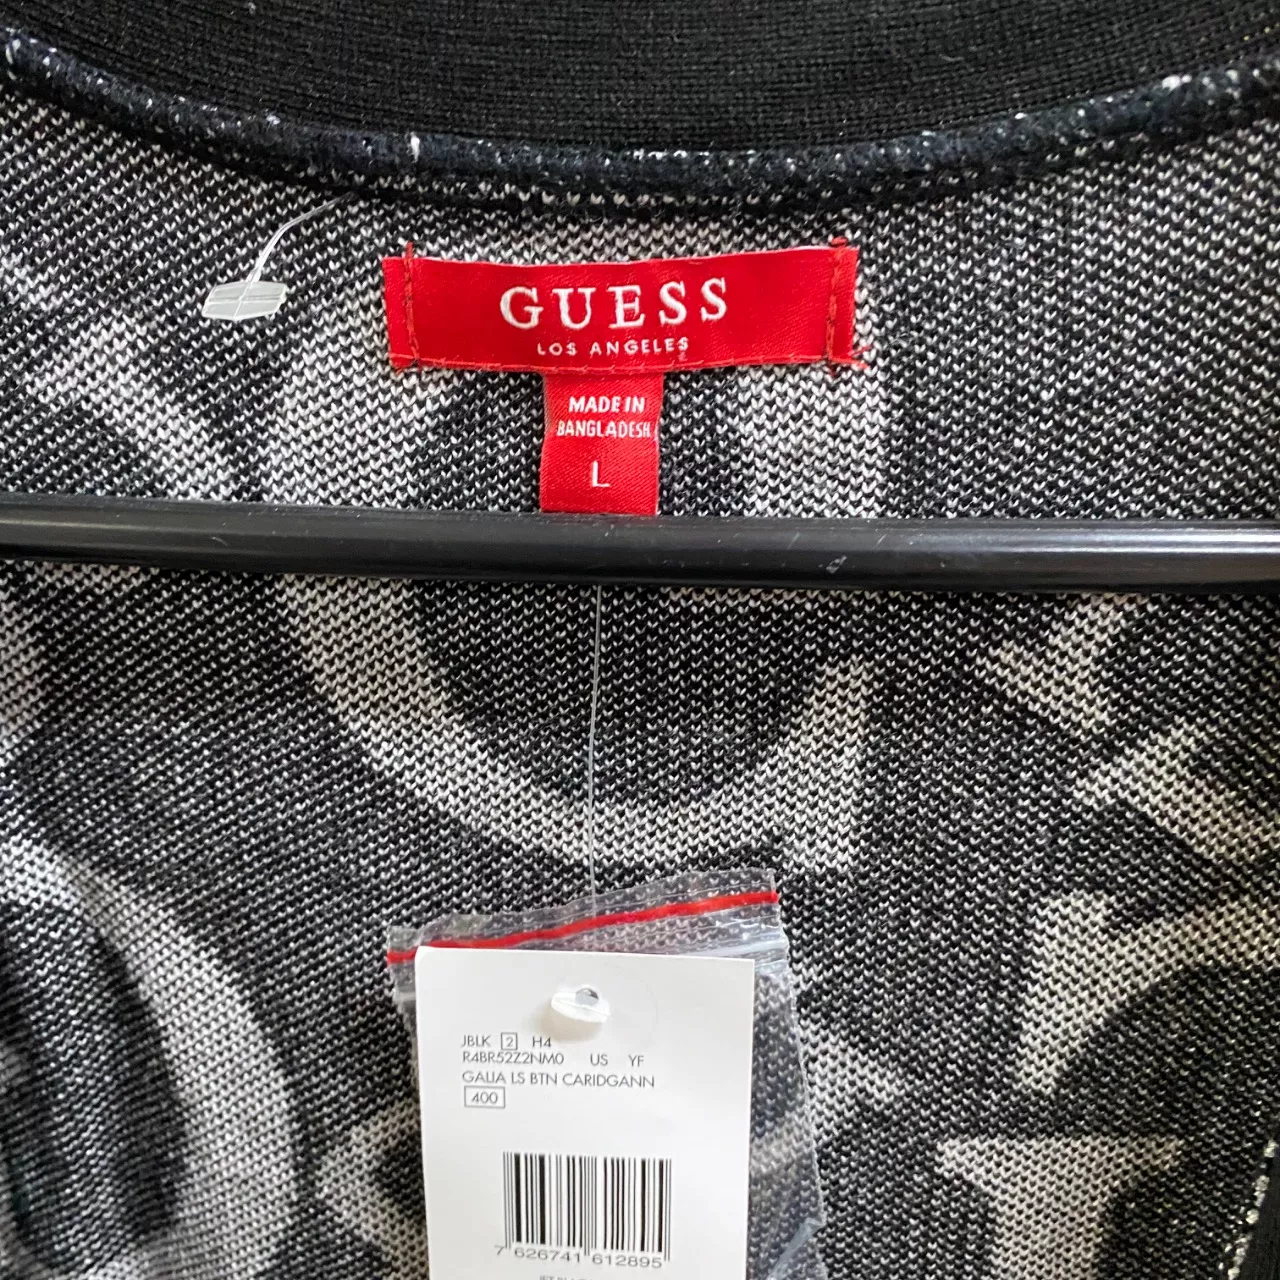 GUESS
LOS ANGELES
MADE IN
BANGLADESH
L
JBLK 2 H4
R4BR52Z2NM0 US YF
GALIA LS BTN CARIDGANN
400
7 626741 612895